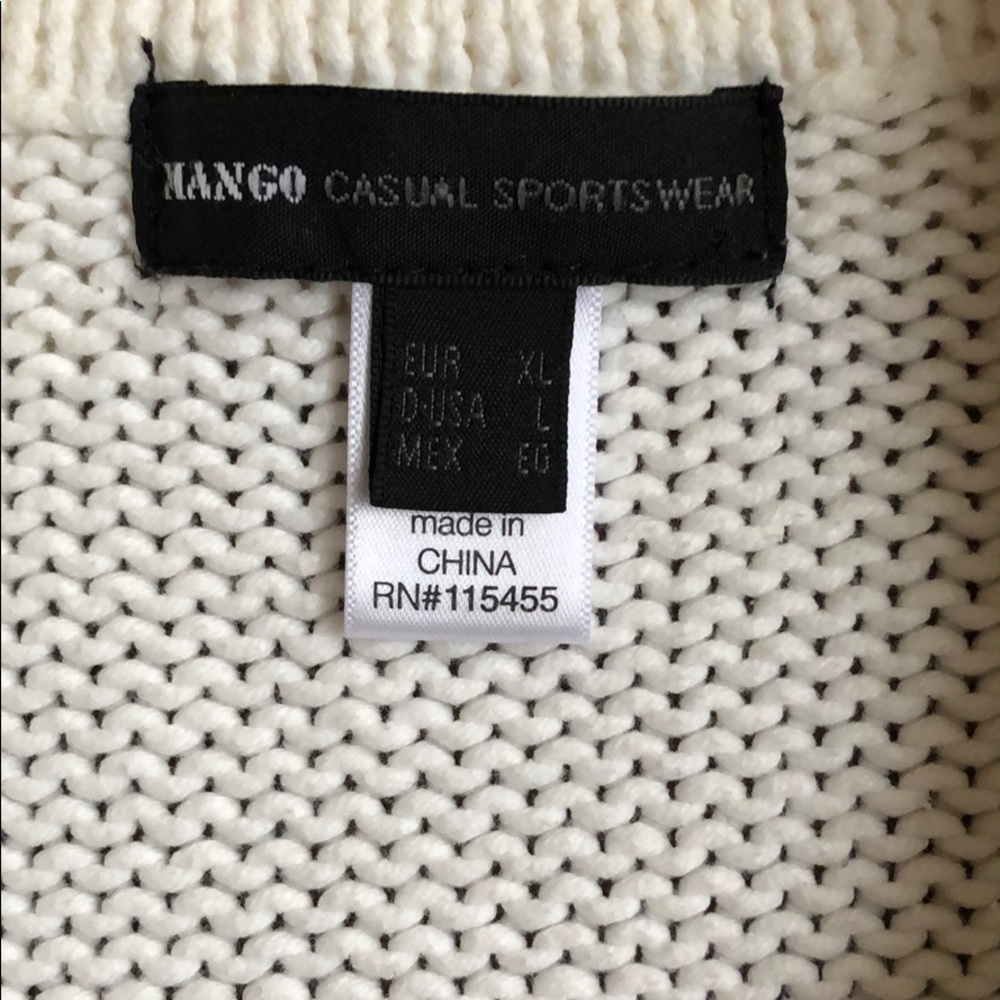 MANGO CASUAL SPORTSWEAR
EUR XL
D·USA L
MEX EG
made in
CHINA
RN#115455